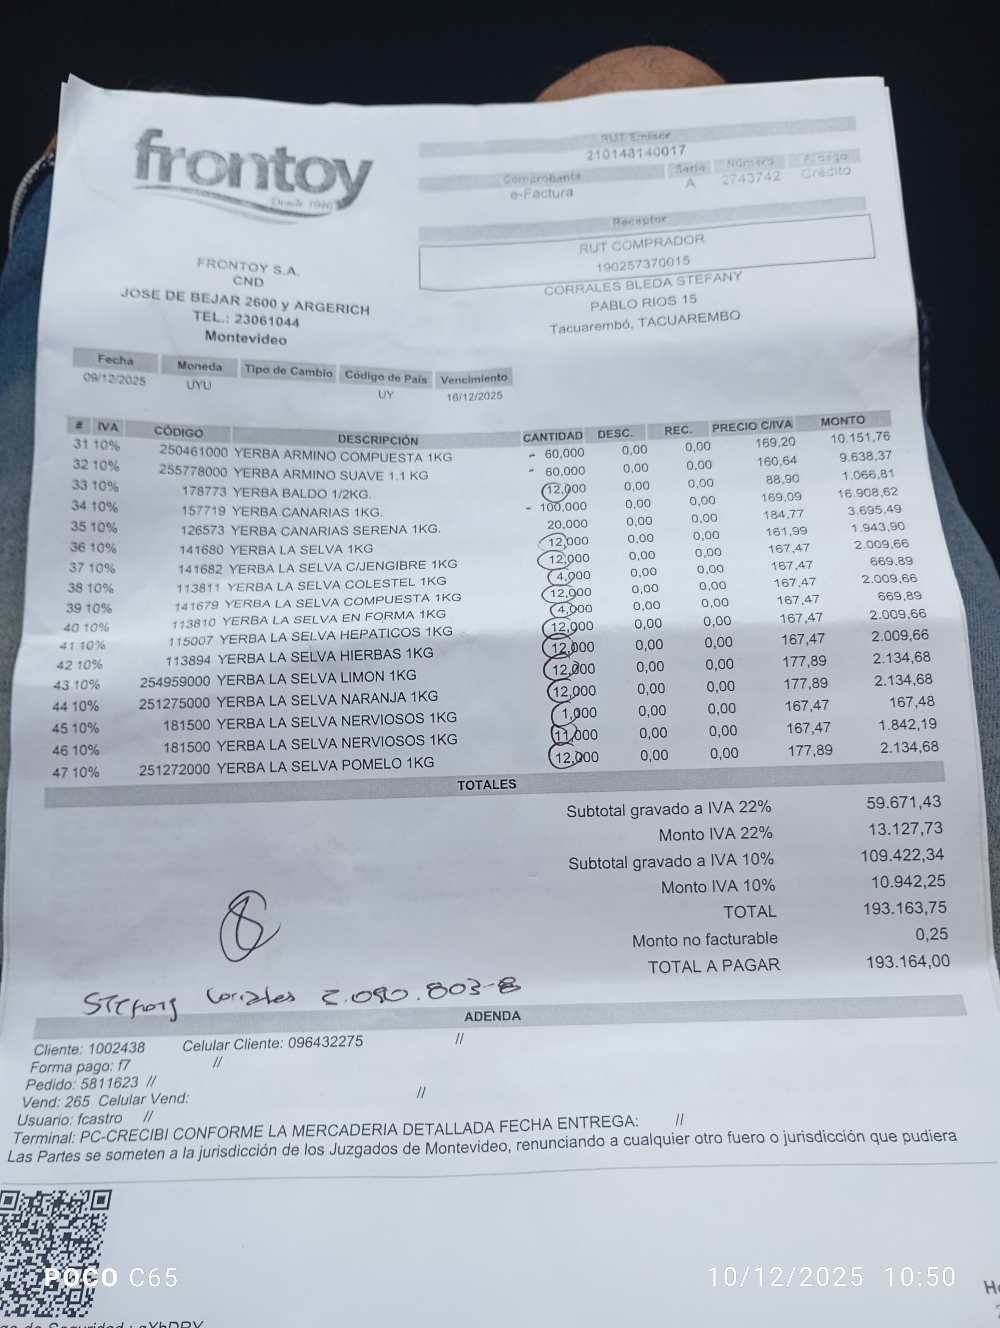 frontoy
Desde 1946
RUT Emisor
210148140017
Comprobante Serie Número F.pago
e-Factura A 2743742 Crédito
Receptor
RUT COMPRADOR
190257370015
CORRALES BLEDA STEFANY
PABLO RIOS 15
Tacuarembó, TACUAREMBO
FRONTOY S.A.
CND
JOSE DE BEJAR 2600 y ARGERICH
TEL.: 23061044
Montevideo
Fecha Moneda Tipo de Cambio Código de País Vencimiento
09/12/2025 UYU UY 16/12/2025
# IVA CÓDIGO DESCRIPCIÓN CANTIDAD DESC. REC. PRECIO C/IVA MONTO
31 10% 250461000 YERBA ARMINO COMPUESTA 1KG - 60,000 0,00 0,00 169,20 10.151,76
32 10% 255778000 YERBA ARMINO SUAVE 1.1 KG - 60,000 0,00 0,00 160,64 9.638,37
33 10% 178773 YERBA BALDO 1/2KG. 12,000 0,00 0,00 88,90 1.066,81
34 10% 157719 YERBA CANARIAS 1KG. - 100,000 0,00 0,00 169,09 16.908,62
35 10% 126573 YERBA CANARIAS SERENA 1KG. 20,000 0,00 0,00 184,77 3.695,49
36 10% 141680 YERBA LA SELVA 1KG 12,000 0,00 0,00 161,99 1.943,90
37 10% 141682 YERBA LA SELVA C/JENGIBRE 1KG 12,000 0,00 0,00 167,47 2.009,66
38 10% 113811 YERBA LA SELVA COLESTEL 1KG 4,000 0,00 0,00 167,47 669,89
39 10% 141679 YERBA LA SELVA COMPUESTA 1KG 12,000 0,00 0,00 167,47 2.009,66
40 10% 113810 YERBA LA SELVA EN FORMA 1KG 4,000 0,00 0,00 167,47 669,89
41 10% 115007 YERBA LA SELVA HEPATICOS 1KG 12,000 0,00 0,00 167,47 2.009,66
42 10% 113894 YERBA LA SELVA HIERBAS 1KG 12,000 0,00 0,00 167,47 2.009,66
43 10% 254959000 YERBA LA SELVA LIMON 1KG 12,000 0,00 0,00 177,89 2.134,68
44 10% 251275000 YERBA LA SELVA NARANJA 1KG 12,000 0,00 0,00 177,89 2.134,68
45 10% 181500 YERBA LA SELVA NERVIOSOS 1KG 1,000 0,00 0,00 167,47 167,48
46 10% 181500 YERBA LA SELVA NERVIOSOS 1KG 11,000 0,00 0,00 167,47 1.842,19
47 10% 251272000 YERBA LA SELVA POMELO 1KG 12,000 0,00 0,00 177,89 2.134,68
TOTALES
Subtotal gravado a IVA 22% 59.671,43
Monto IVA 22% 13.127,73
Subtotal gravado a IVA 10% 109.422,34
Monto IVA 10% 10.942,25
TOTAL 193.163,75
Monto no facturable 0,25
TOTAL A PAGAR 193.164,00
8
Stefany Corrales 2.090.803-8
ADENDA
Cliente: 1002438 Celular Cliente: 096432275 //
Forma pago: f7 //
Pedido: 5811623 //
Vend: 265 Celular Vend: //
Usuario: fcastro //
Terminal: PC-CRECIBI CONFORME LA MERCADERIA DETALLADA FECHA ENTREGA: //
Las Partes se someten a la jurisdicción de los Juzgados de Montevideo, renunciando a cualquier otro fuero o jurisdicción que pudiera
POCO C65
10/12/2025 10:50